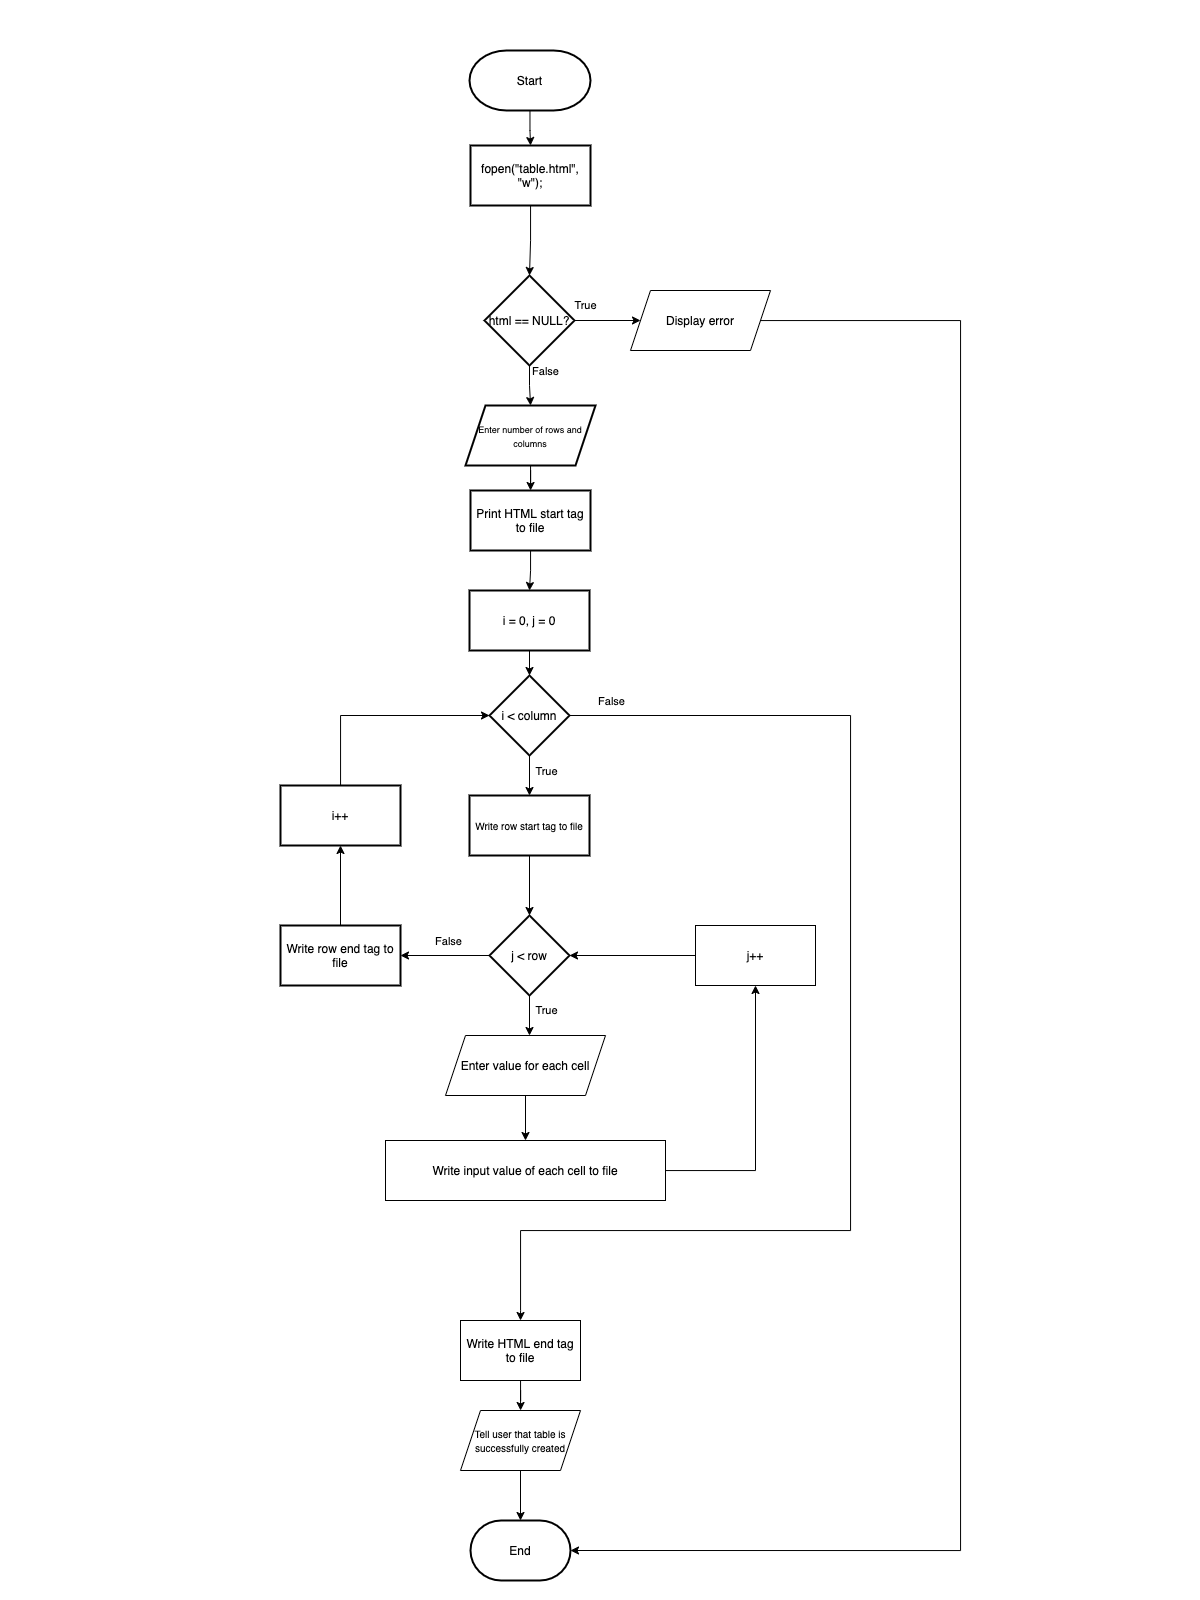 Start
fopen("table.html",
"w");
html == NULL?
True
Display error
False
Enter number of rows and
columns
Print HTML start tag
to file
i = 0, j = 0
i < column
False
True
i++
Write row start tag to file
Write row end tag to
file
False
j < row
j++
True
Enter value for each cell
Write input value of each cell to file
Write HTML end tag
to file
Tell user that table is
successfully created
End